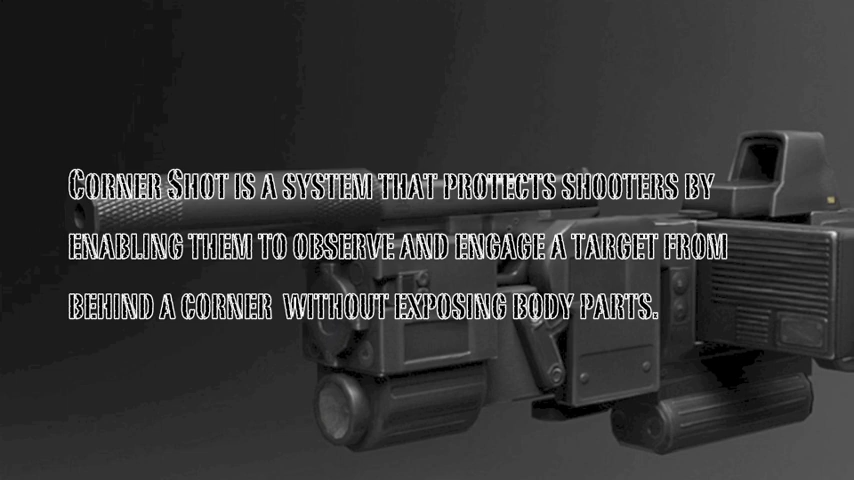 Corner Shot is a system that protects shooters by
enabling them to observe and engage a target from
behind a corner without exposing body parts.